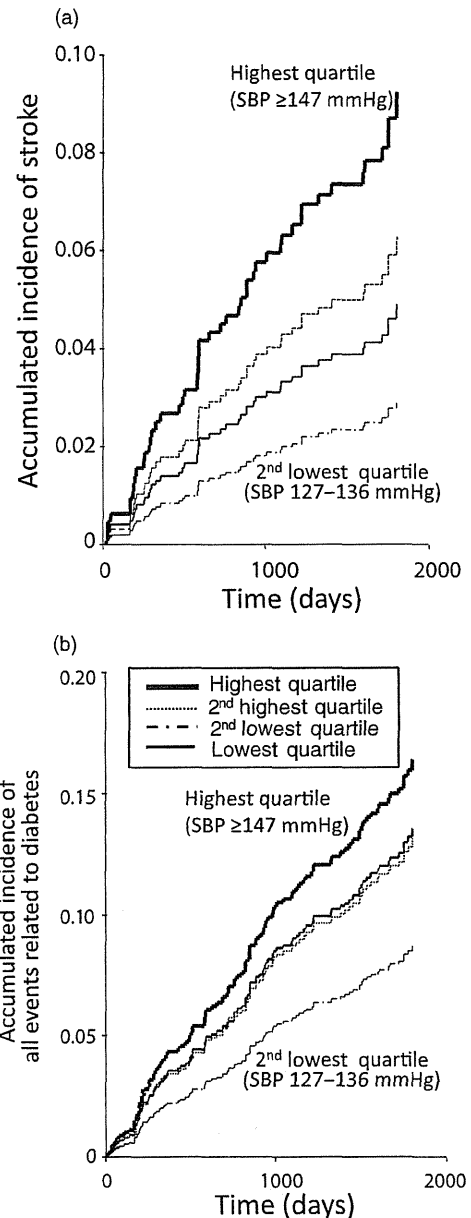 (a)
0.10
0.08
0.06
0.04
0.02
0
Accumulated incidence of stroke
Highest quartile
(SBP ≥147 mmHg)
2nd lowest quartile
(SBP 127–136 mmHg)
0
1000
2000
Time (days)
(b)
0.20
0.15
0.10
0.05
0
Accumulated incidence of
all events related to diabetes
Highest quartile
2nd highest quartile
2nd lowest quartile
Lowest quartile
Highest quartile
(SBP ≥147 mmHg)
2nd lowest quartile
(SBP 127–136 mmHg)
0
1000
2000
Time (days)